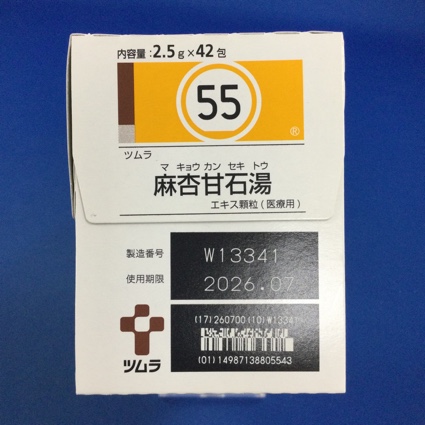 内容量:2.5g×42包
55
®
ツムラ
マ キョウ カン セキ トウ
麻杏甘石湯
エキス顆粒(医療用)
製造番号 W13341
使用期限 2026.07
(17)260700(10)W13341
(01)14987138805543
ツムラ